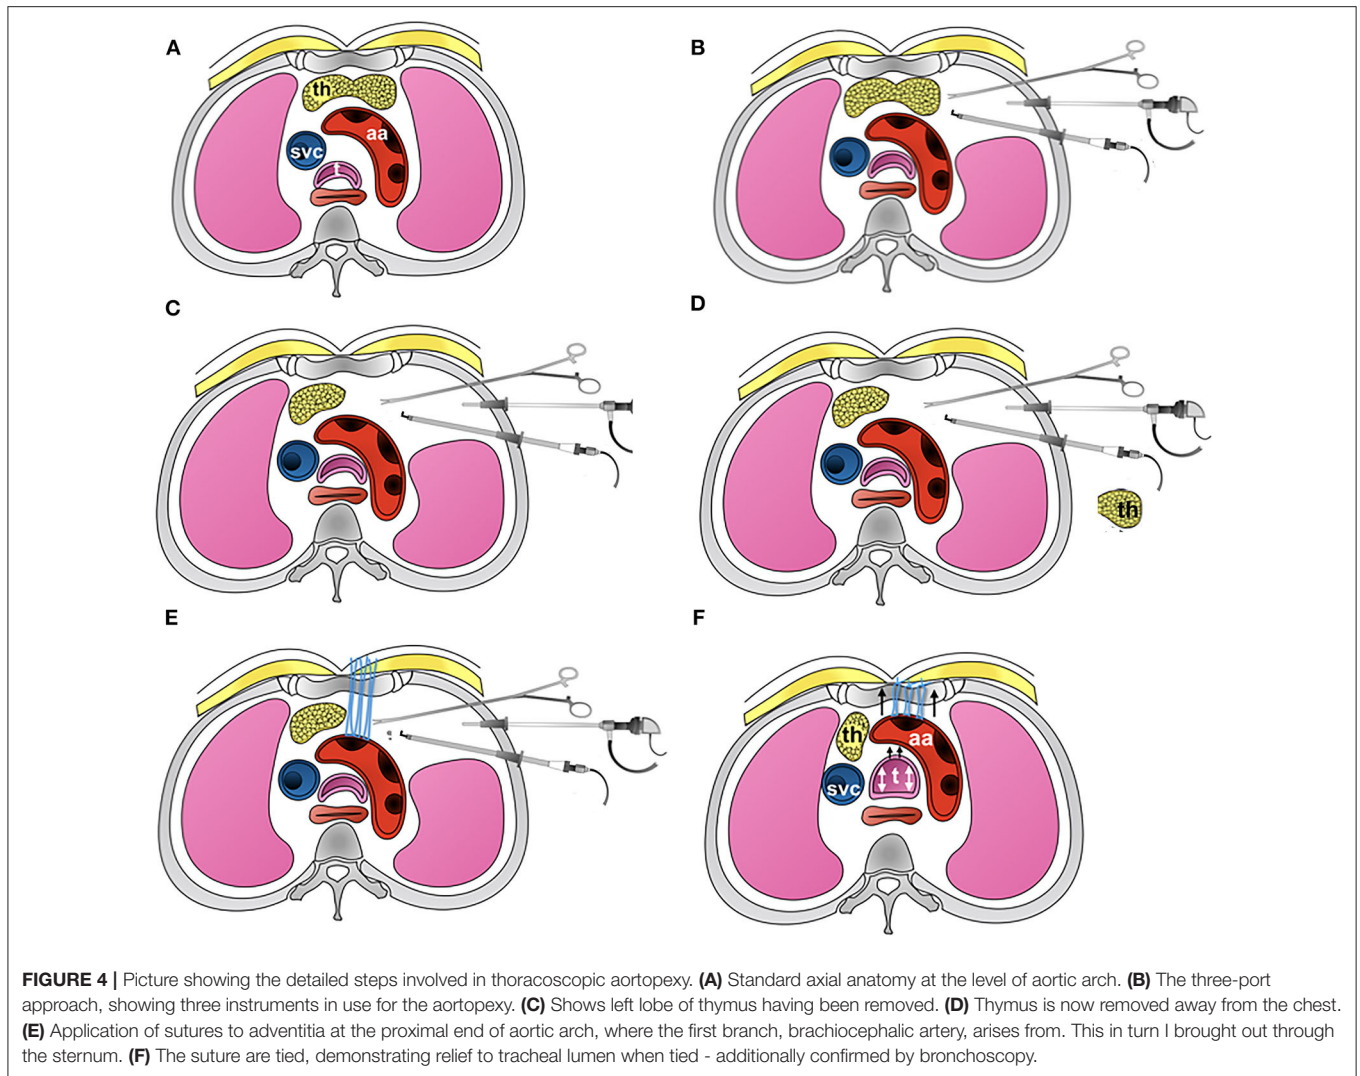 A
th
aa
svc
t
B
C
D
th
E
F
th
aa
t
svc
FIGURE 4 | Picture showing the detailed steps involved in thoracoscopic aortopexy. (A) Standard axial anatomy at the level of aortic arch. (B) The three-port
approach, showing three instruments in use for the aortopexy. (C) Shows left lobe of thymus having been removed. (D) Thymus is now removed away from the chest.
(E) Application of sutures to adventitia at the proximal end of aortic arch, where the first branch, brachiocephalic artery, arises from. This in turn I brought out through
the sternum. (F) The suture are tied, demonstrating relief to tracheal lumen when tied - additionally confirmed by bronchoscopy.